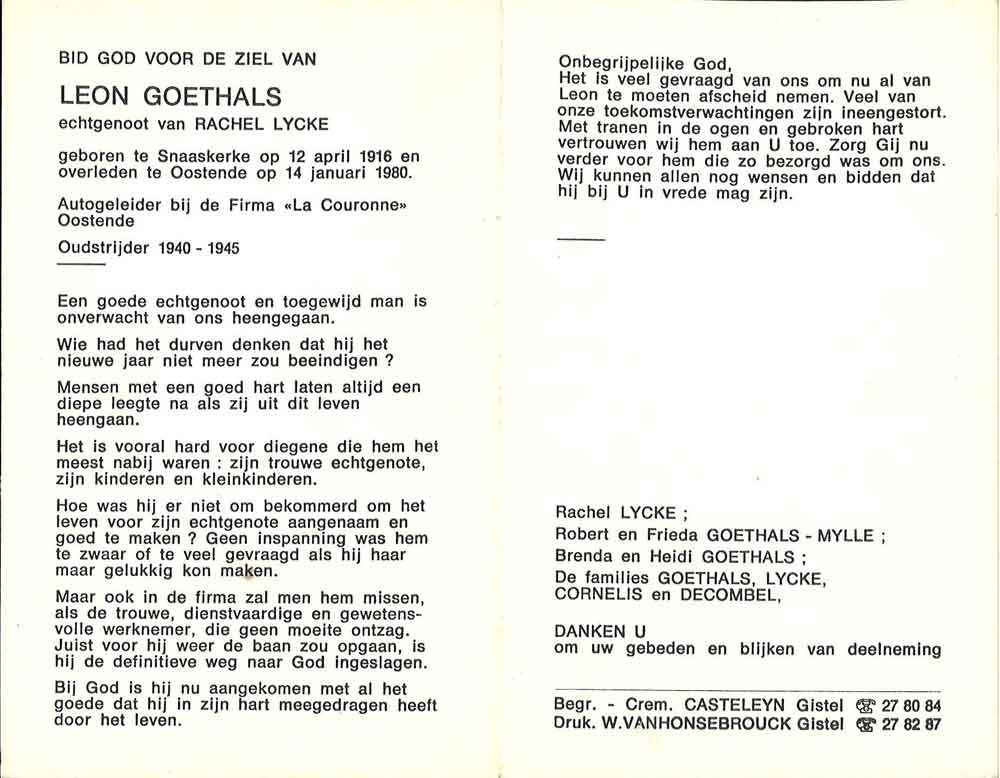 BID GOD VOOR DE ZIEL VAN
LEON GOETHALS
echtgenoot van RACHEL LYCKE
geboren te Snaaskerke op 12 april 1916 en
overleden te Oostende op 14 januari 1980.
Autogeleider bij de Firma «La Couronne»
Oostende
Oudstrijder 1940 - 1945
Een goede echtgenoot en toegewijd man is
onverwacht van ons heengegaan.
Wie had het durven denken dat hij het
nieuwe jaar niet meer zou beeindigen ?
Mensen met een goed hart laten altijd een
diepe leegte na als zij uit dit leven
heengaan.
Het is vooral hard voor diegene die hem het
meest nabij waren : zijn trouwe echtgenote,
zijn kinderen en kleinkinderen.
Hoe was hij er niet om bekommerd om het
leven voor zijn echtgenote aangenaam en
goed te maken ? Geen inspanning was hem
te zwaar of te veel gevraagd als hij haar
maar gelukkig kon maken.
Maar ook in de firma zal men hem missen,
als de trouwe, dienstvaardige en gewetens-
volle werknemer, die geen moeite ontzag.
Juist voor hij weer de baan zou opgaan, is
hij de definitieve weg naar God ingeslagen.
Bij God is hij nu aangekomen met al het
goede dat hij in zijn hart meegedragen heeft
door het leven.
Onbegrijpelijke God,
Het is veel gevraagd van ons om nu al van
Leon te moeten afscheid nemen. Veel van
onze toekomstverwachtingen zijn ineengestort.
Met tranen in de ogen en gebroken hart
vertrouwen wij hem aan U toe. Zorg Gij nu
verder voor hem die zo bezorgd was om ons.
Wij kunnen allen nog wensen en bidden dat
hij bij U in vrede mag zijn.
Rachel LYCKE ;
Robert en Frieda GOETHALS - MYLLE ;
Brenda en Heidi GOETHALS ;
De families GOETHALS, LYCKE,
CORNELIS en DECOMBEL,
DANKEN U
om uw gebeden en blijken van deelneming
Begr. - Crem. CASTELEYN Gistel ☎ 27 80 84
Druk. W.VANHONSEBROUCK Gistel ☎ 27 82 87